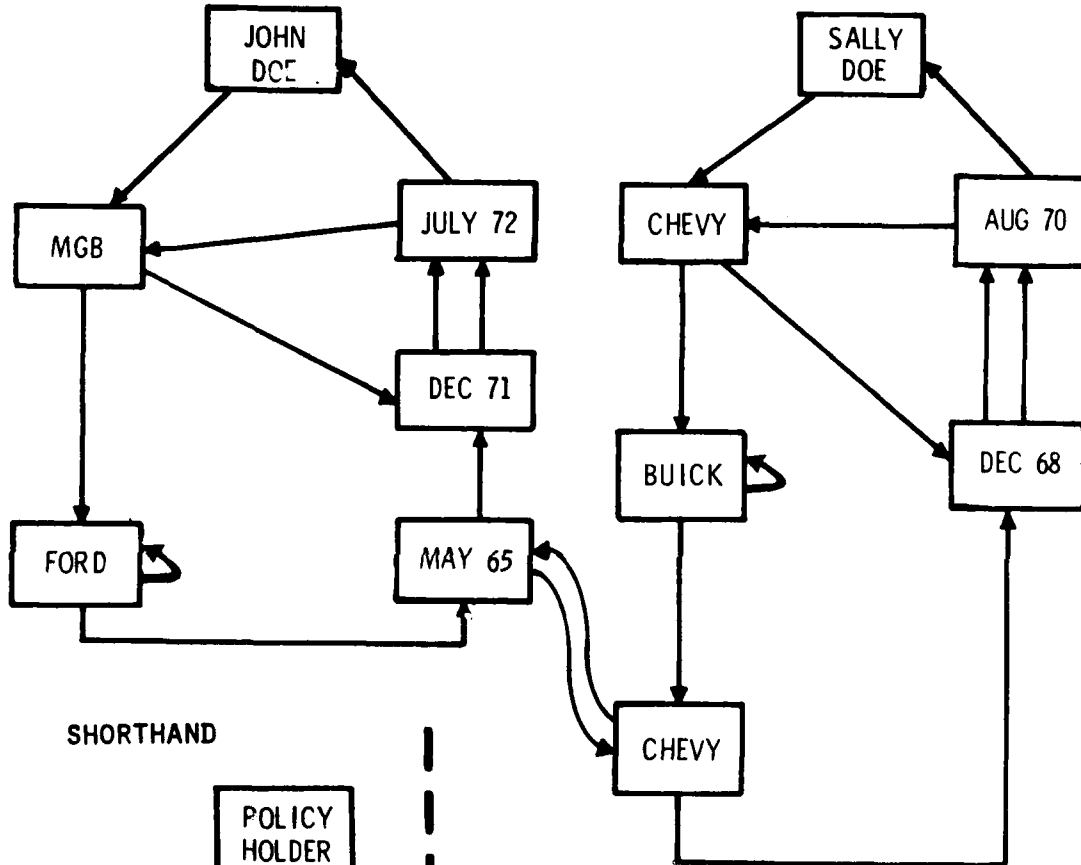 JOHN
DOE
SALLY
DOE
MGB
JULY 72
CHEVY
AUG 70
DEC 71
BUICK
DEC 68
FORD
MAY 65
CHEVY
SHORTHAND
POLICY
HOLDER